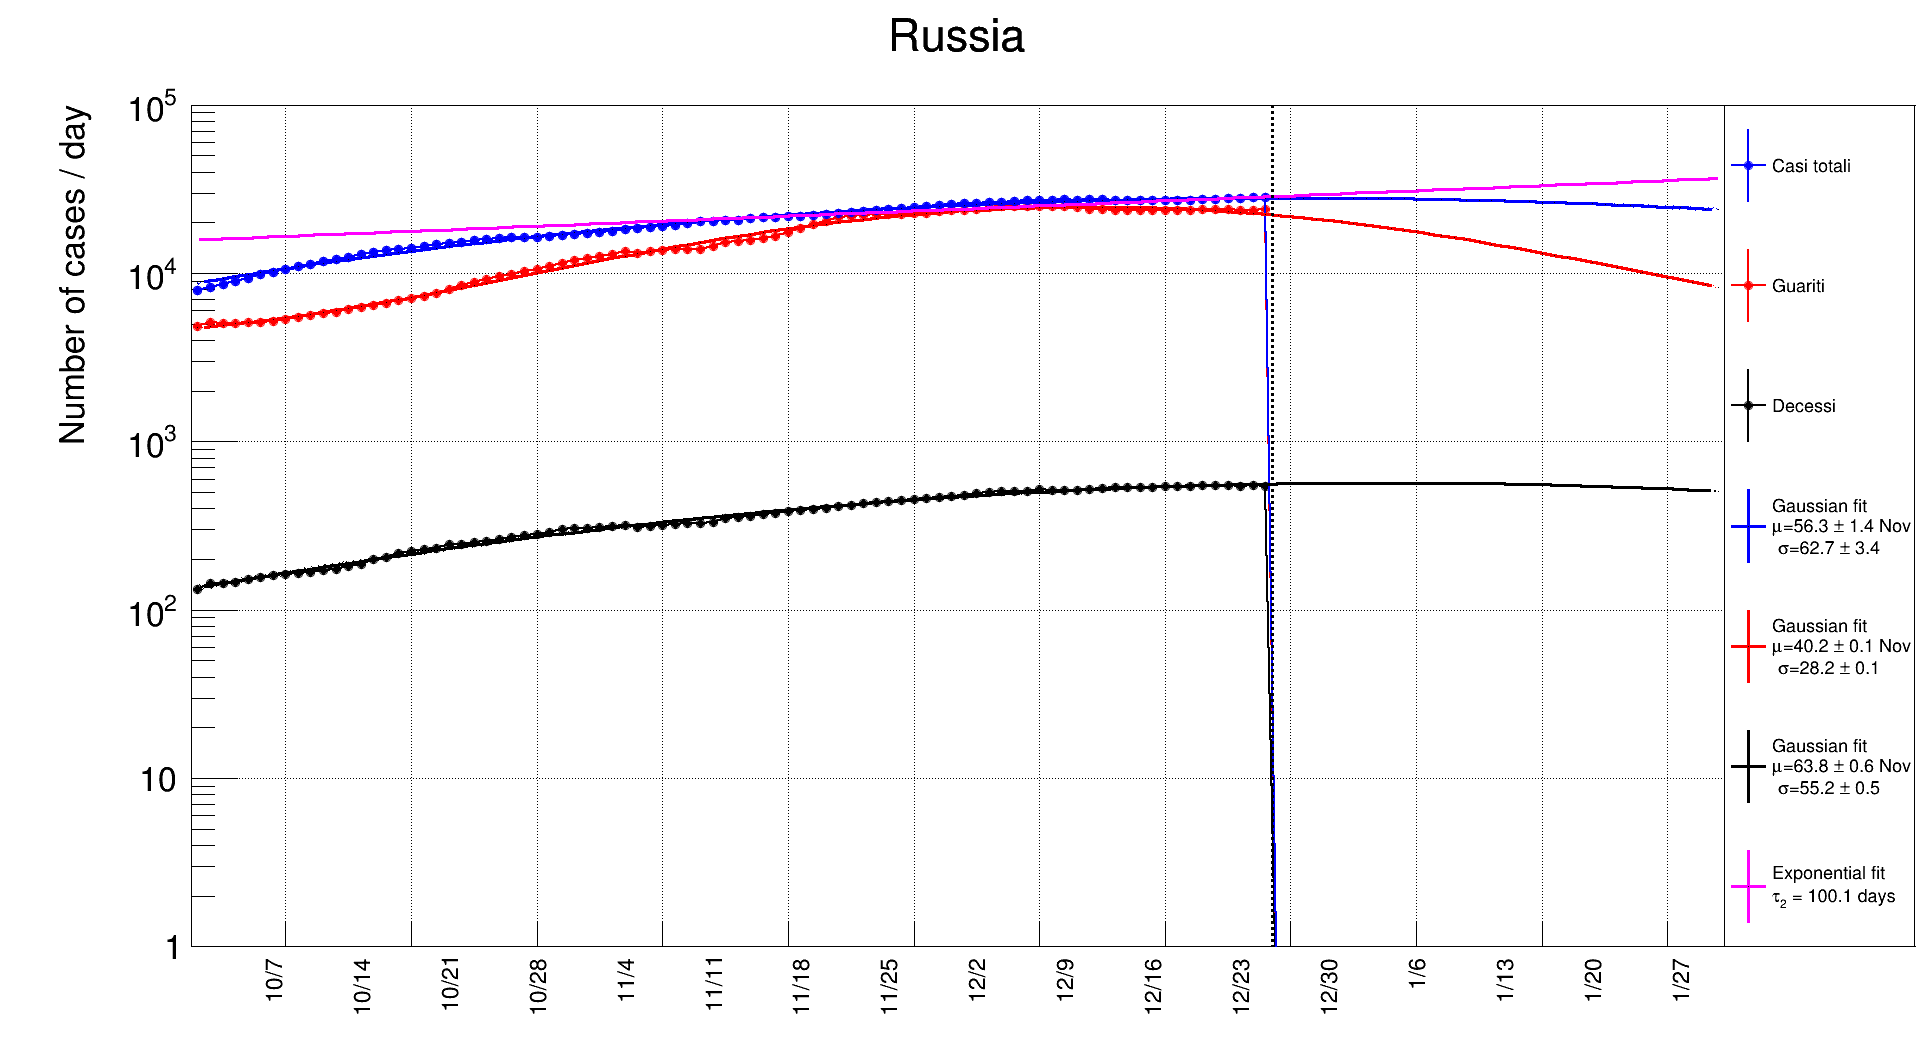 Russia
Number of cases / day
10^5
10^4
10^3
10^2
10
1
10/7
10/14
10/21
10/28
11/4
11/11
11/18
11/25
12/2
12/9
12/16
12/23
12/30
1/6
1/13
1/20
1/27
Casi totali
Guariti
Decessi
Gaussian fit
μ=56.3 ± 1.4 Nov
σ=62.7 ± 3.4
Gaussian fit
μ=40.2 ± 0.1 Nov
σ=28.2 ± 0.1
Gaussian fit
μ=63.8 ± 0.6 Nov
σ=55.2 ± 0.5
Exponential fit
τ₂ = 100.1 days